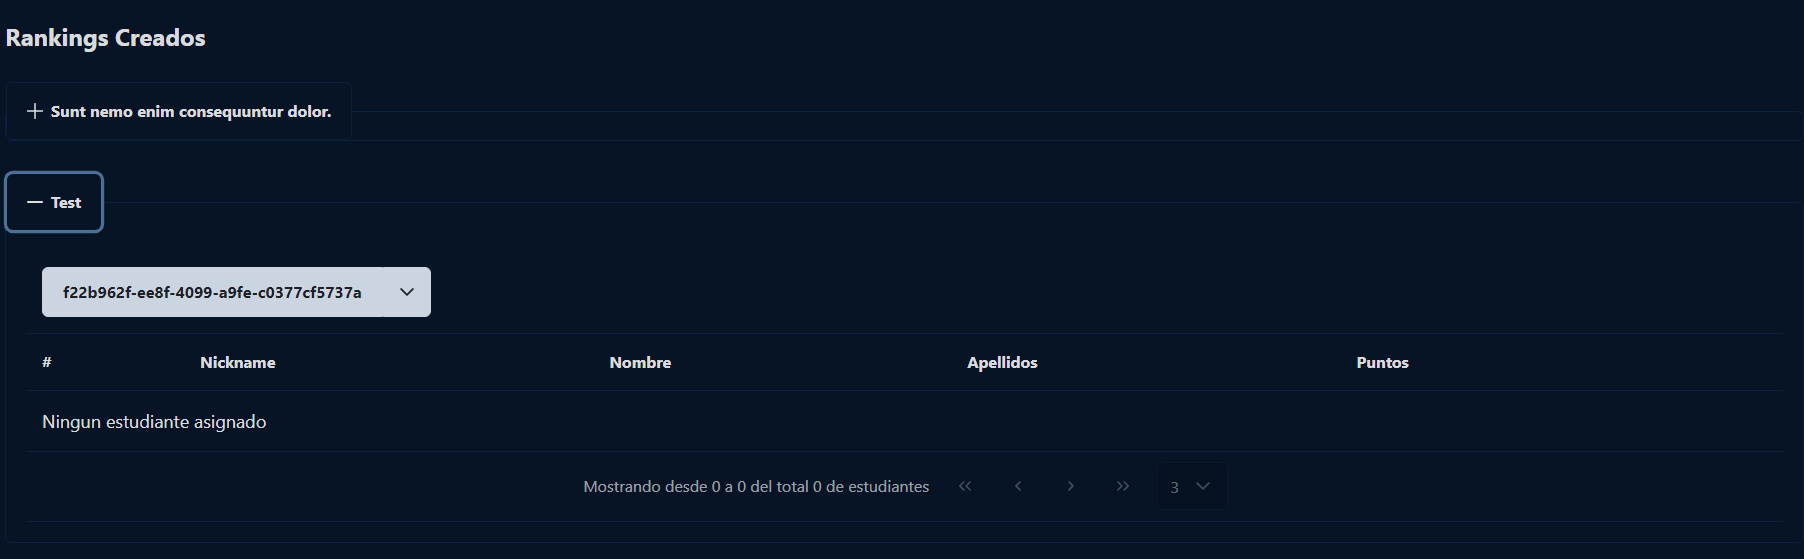 Rankings Creados
Sunt nemo enim consequuntur dolor.
Test
f22b962f-ee8f-4099-a9fe-c0377cf5737a
# Nickname Nombre Apellidos Puntos
Ningun estudiante asignado
Mostrando desde 0 a 0 del total 0 de estudiantes 3